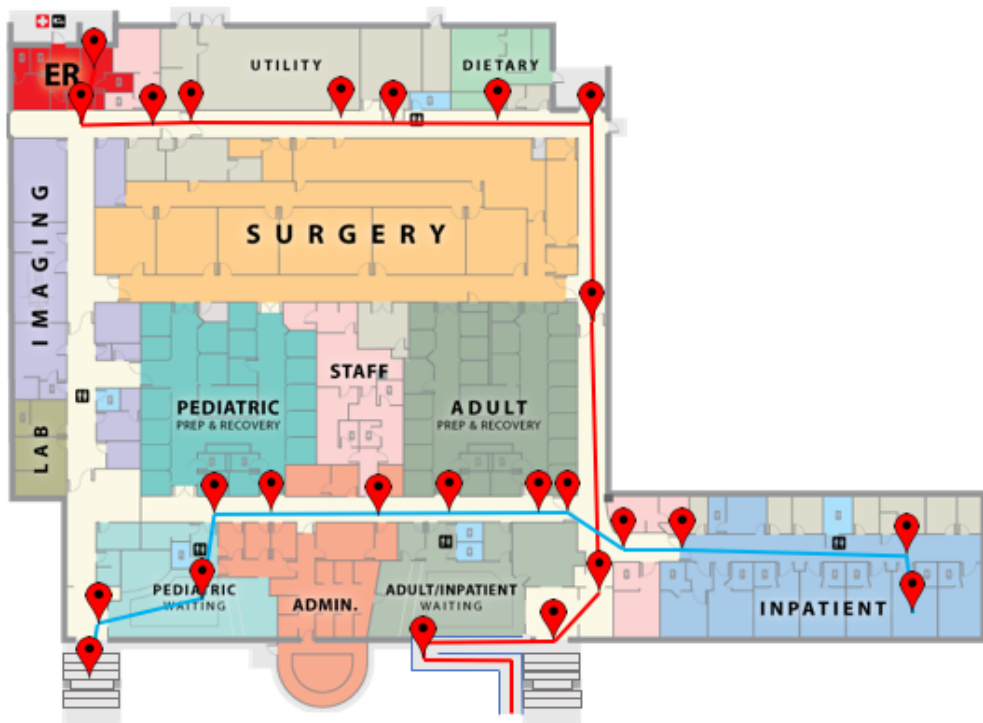 ER
UTILITY
DIETARY
IMAGING
SURGERY
STAFF
PEDIATRIC
PREP & RECOVERY
ADULT
PREP & RECOVERY
LAB
PEDIATRIC
WAITING
ADMIN.
ADULT/INPATIENT
WAITING
INPATIENT